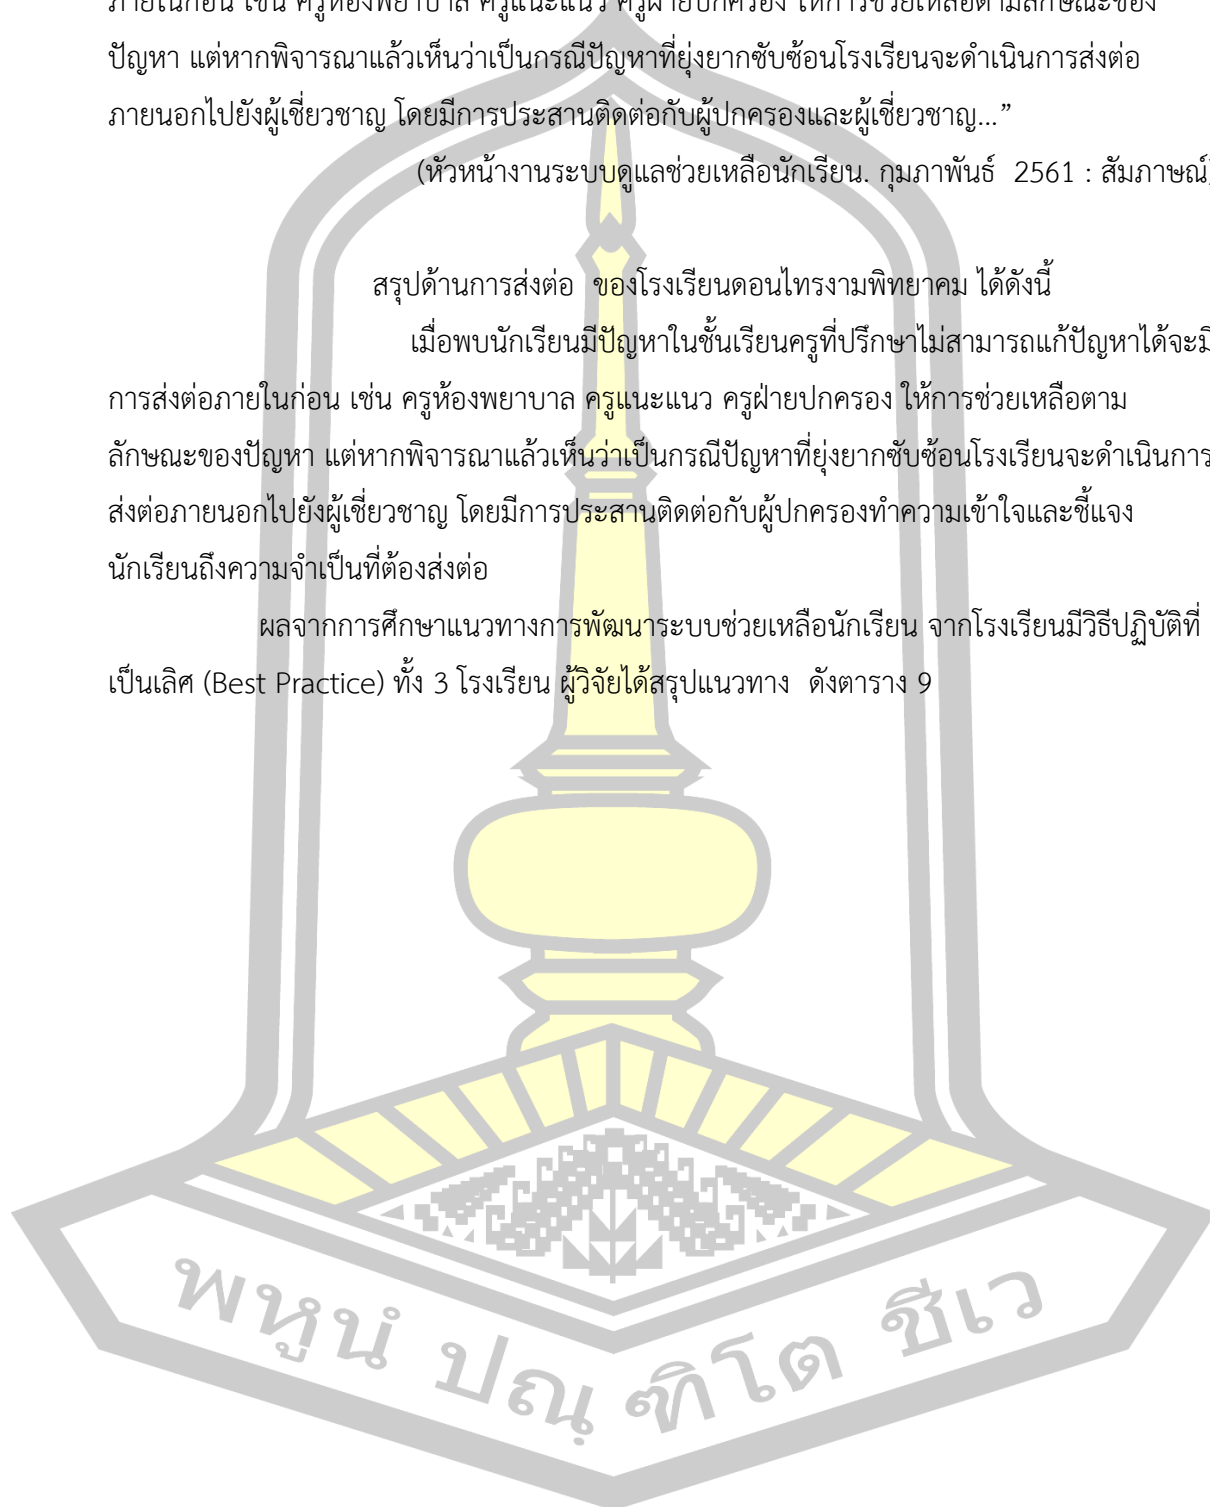 ภายในก่อน เช่น ครูห้องพยาบาล ครูแนะแนว ครูฝ่ายปกครอง ให้การช่วยเหลือตามลักษณะของ
ปัญหา แต่หากพิจารณาแล้วเห็นว่าเป็นกรณีปัญหาที่ยุ่งยากซับซ้อนโรงเรียนจะดำเนินการส่งต่อ
ภายนอกไปยังผู้เชี่ยวชาญ โดยมีการประสานติดต่อกับผู้ปกครองและผู้เชี่ยวชาญ...”
(หัวหน้างานระบบดูแลช่วยเหลือนักเรียน. กุมภาพันธ์ 2561 : สัมภาษณ์)
สรุปด้านการส่งต่อ ของโรงเรียนดอนไทรงามพิทยาคม ได้ดังนี้
เมื่อพบนักเรียนมีปัญหาในชั้นเรียนครูที่ปรึกษาไม่สามารถแก้ปัญหาได้จะมี
การส่งต่อภายในก่อน เช่น ครูห้องพยาบาล ครูแนะแนว ครูฝ่ายปกครอง ให้การช่วยเหลือตาม
ลักษณะของปัญหา แต่หากพิจารณาแล้วเห็นว่าเป็นกรณีปัญหาที่ยุ่งยากซับซ้อนโรงเรียนจะดำเนินการ
ส่งต่อภายนอกไปยังผู้เชี่ยวชาญ โดยมีการประสานติดต่อกับผู้ปกครองทำความเข้าใจและชี้แจง
นักเรียนถึงความจำเป็นที่ต้องส่งต่อ
ผลจากการศึกษาแนวทางการพัฒนาระบบช่วยเหลือนักเรียน จากโรงเรียนมีวิธีปฏิบัติที่
เป็นเลิศ (Best Practice) ทั้ง 3 โรงเรียน ผู้วิจัยได้สรุปแนวทาง ดังตาราง 9
พหูนํ ปณฺฑิโต ชีเว